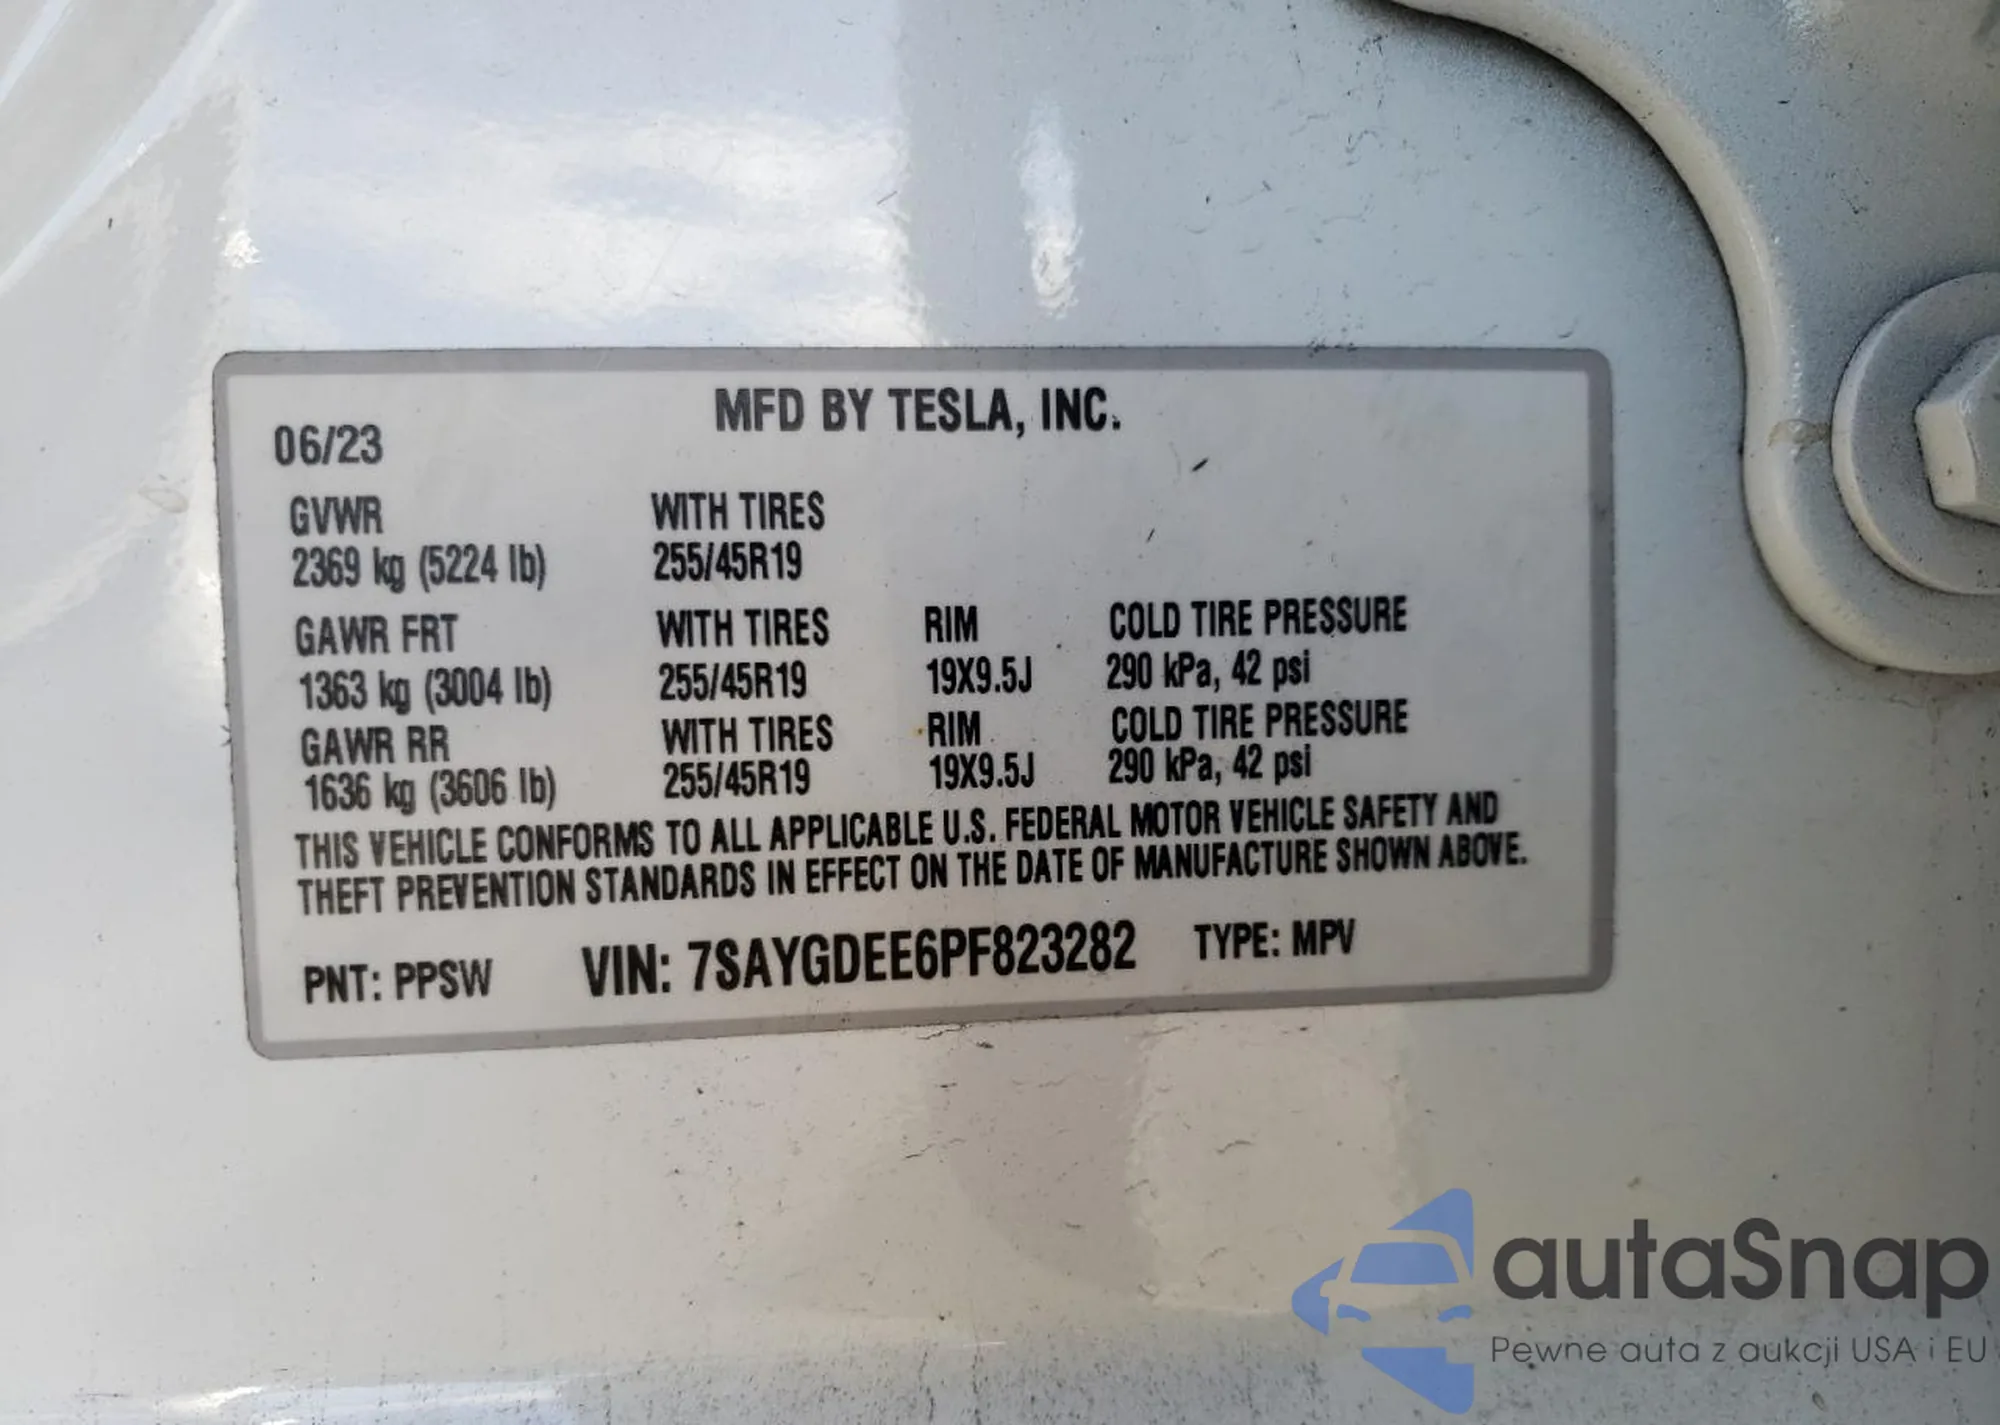 MFD BY TESLA, INC.
06/23
GVWR WITH TIRES
2369 kg (5224 lb) 255/45R19
GAWR FRT WITH TIRES RIM COLD TIRE PRESSURE
1363 kg (3004 lb) 255/45R19 19X9.5J 290 kPa, 42 psi
GAWR RR WITH TIRES RIM COLD TIRE PRESSURE
1636 kg (3606 lb) 255/45R19 19X9.5J 290 kPa, 42 psi
THIS VEHICLE CONFORMS TO ALL APPLICABLE U.S. FEDERAL MOTOR VEHICLE SAFETY AND
THEFT PREVENTION STANDARDS IN EFFECT ON THE DATE OF MANUFACTURE SHOWN ABOVE.
PNT: PPSW VIN: 7SAYGDEE6PF823282 TYPE: MPV
autaSnap
Pewne auta z aukcji USA i EU